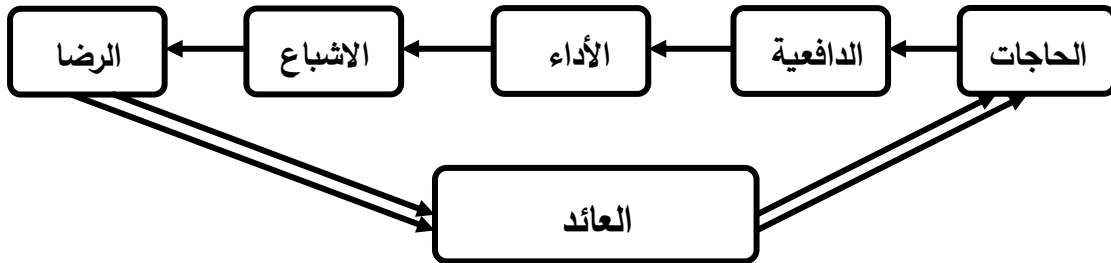 الحاجات
الدافعية
الأداء
الاشباع
الرضا
العائد